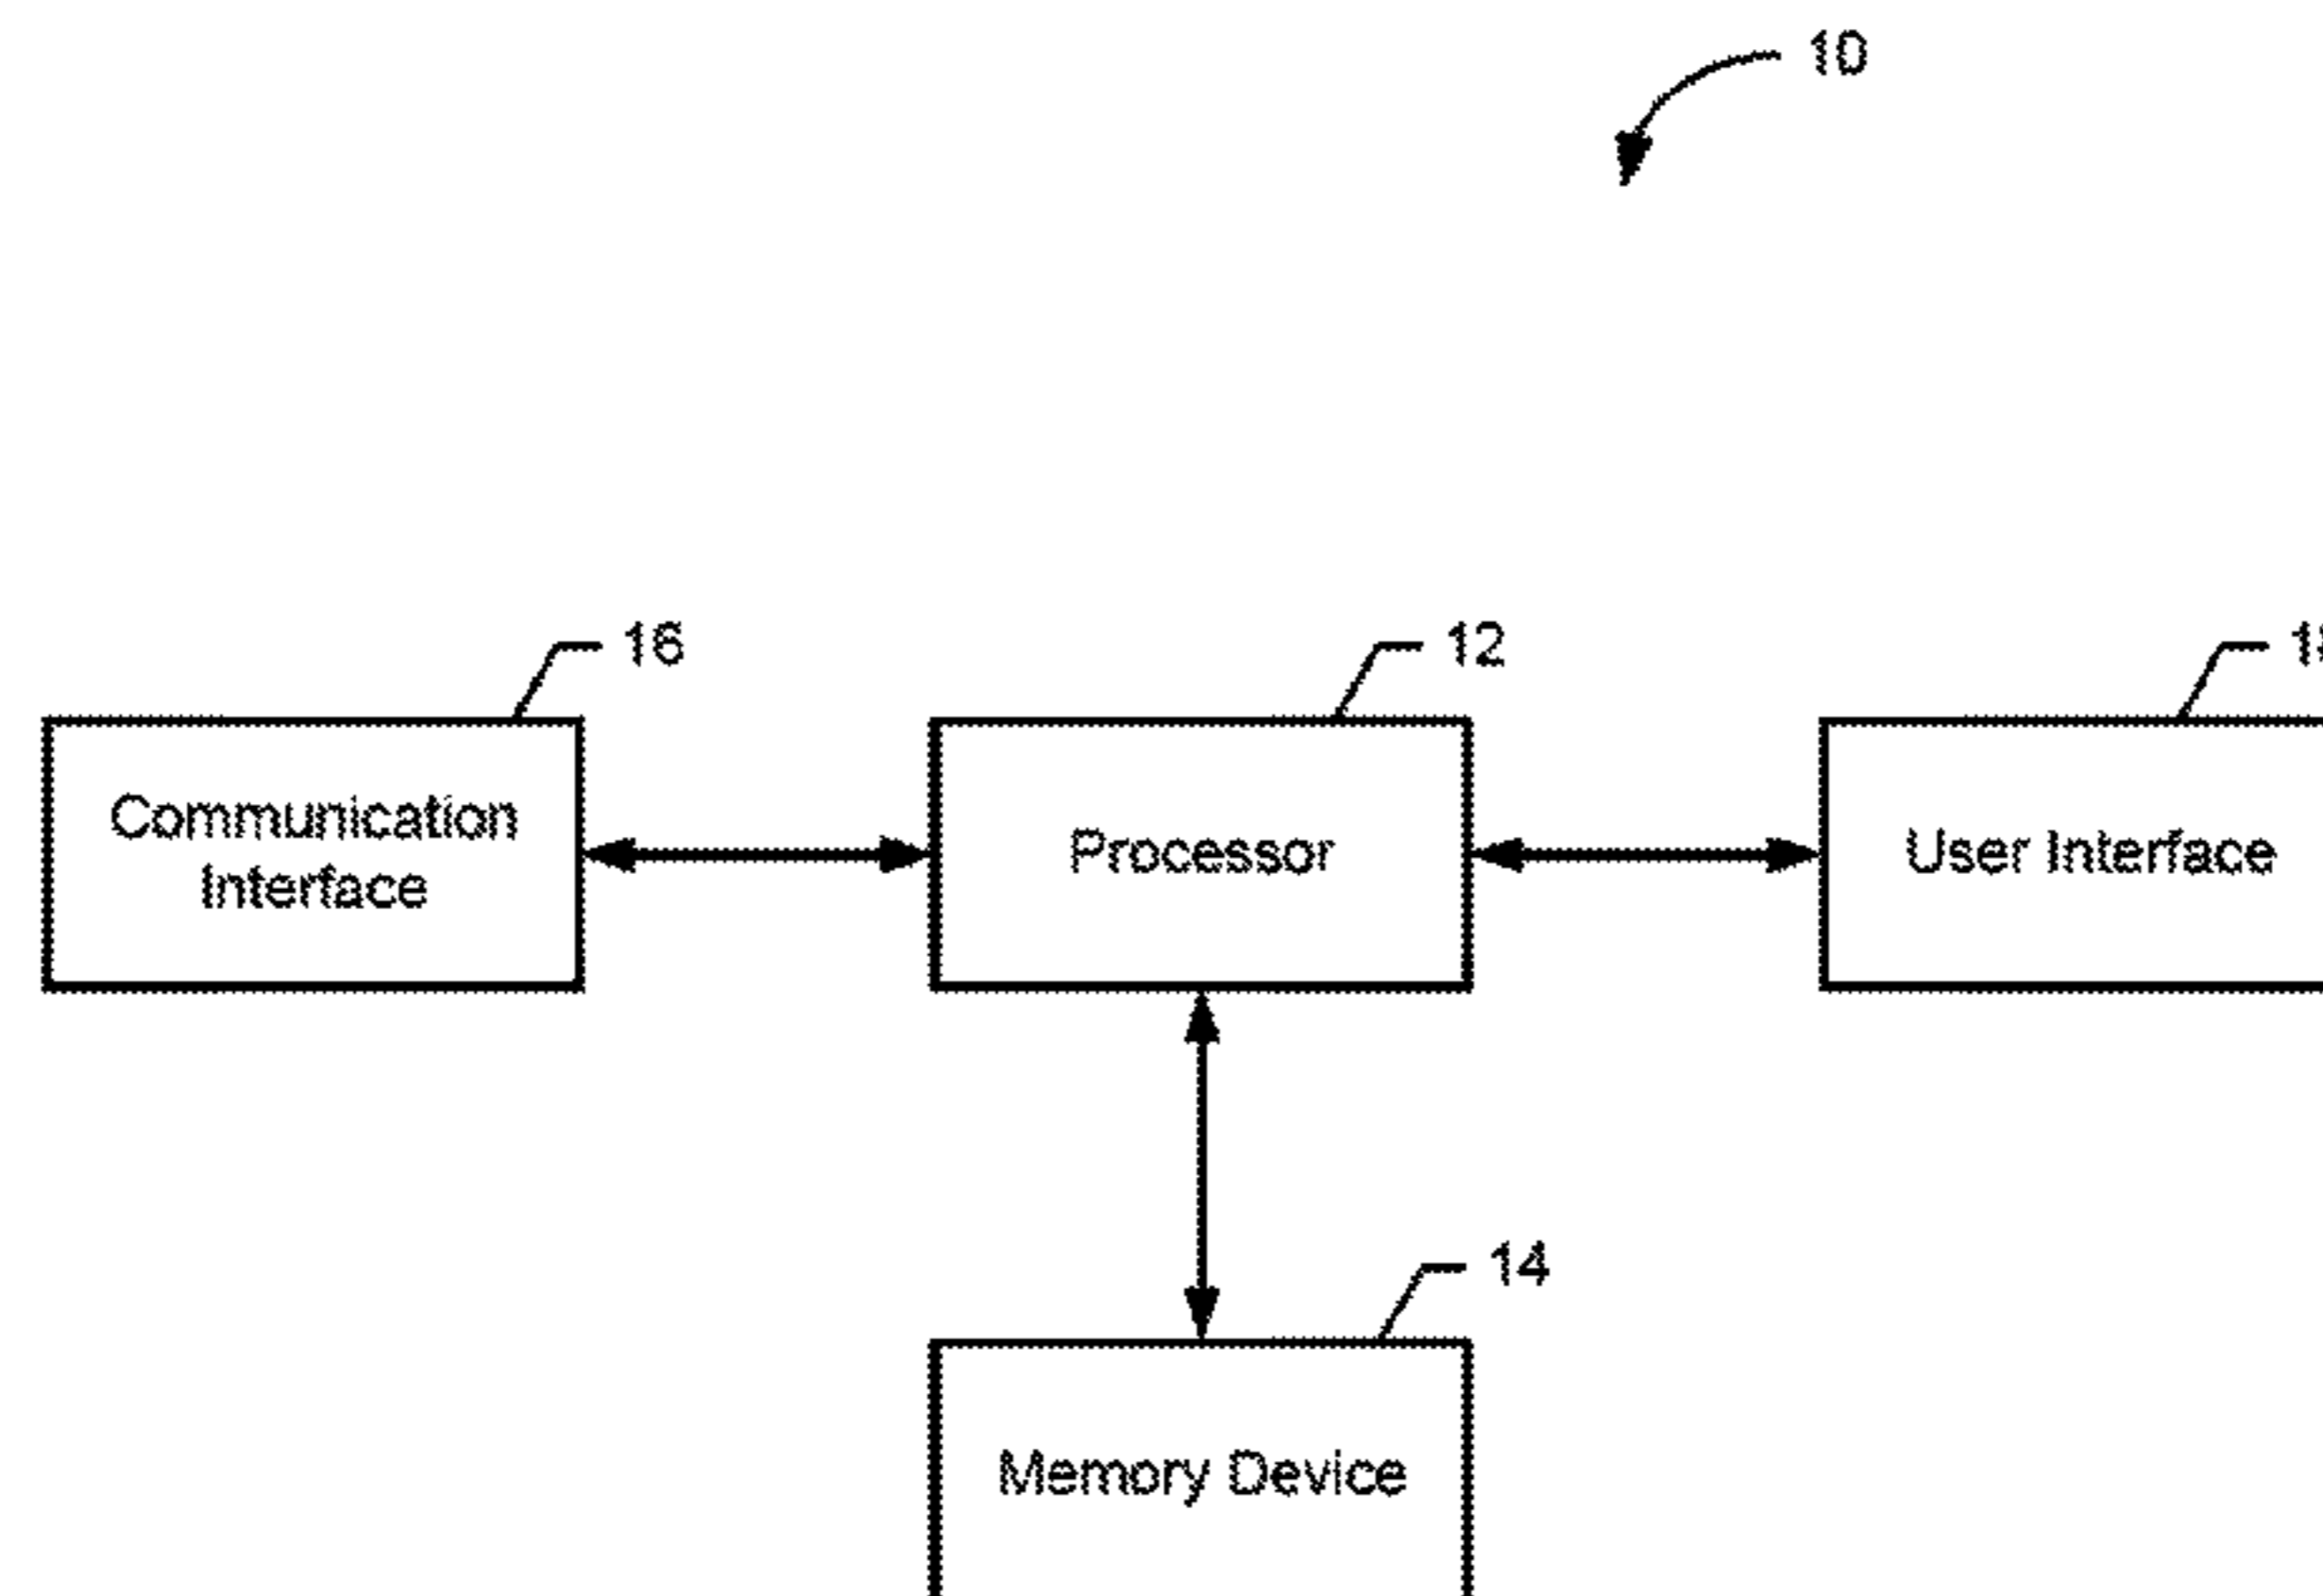 10
16
12
Communication
Interface
Processor
User Interface
14
Memory Device